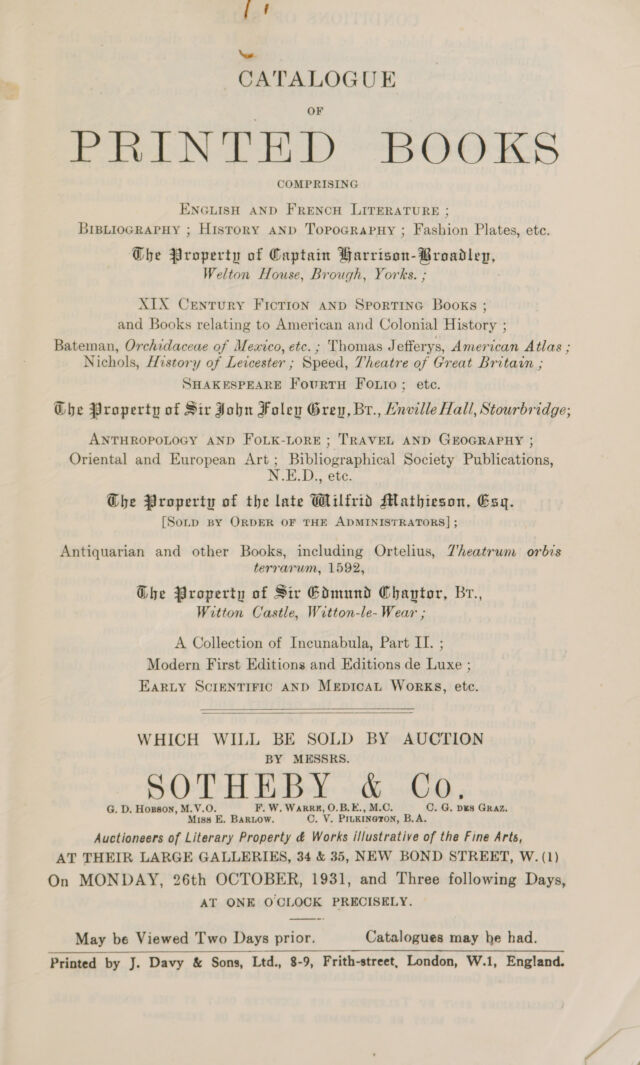 CATALOGUE
OF
PRINTED BOOKS
COMPRISING
ENGLISH AND FRENCH LITERATURE ;
BIBLIOGRAPHY ; HISTORY AND TOPOGRAPHY ; Fashion Plates, etc.
The Property of Captain Harrison-Broadley,
Welton House, Brough, Yorks. ;
XIX CENTURY FICTION AND SPORTING BOOKS ;
and Books relating to American and Colonial History ;
Bateman, Orchidaceae of Mexico, etc. ; Thomas Jefferys, American Atlas ;
Nichols, History of Leicester ; Speed, Theatre of Great Britain ;
SHAKESPEARE FOURTH FOLIO ; etc.
The Property of Sir John Foley Grey, BT., Enville Hall, Stourbridge;
ANTHROPOLOGY AND FOLK-LORE ; TRAVEL AND GEOGRAPHY ;
Oriental and European Art ; Bibliographical Society Publications,
N.E.D., etc.
The Property of the late Wilfrid Mathieson, Esq.
[SOLD BY ORDER OF THE ADMINISTRATORS] ;
Antiquarian and other Books, including Ortelius, Theatrum orbis
terrarum, 1592,
The Property of Sir Edmund Chaytor, BT.,
Witton Castle, Witton-le-Wear ;
A Collection of Incunabula, Part II. ;
Modern First Editions and Editions de Luxe ;
EARLY SCIENTIFIC AND MEDICAL WORKS, etc.
WHICH WILL BE SOLD BY AUCTION
BY MESSRS.
SOTHEBY & CO.
G. D. HOBSON, M.V.O. F. W. WARRE, O.B.E., M.C. C. G. DES GRAZ.
MISS E. BARLOW. C. V. PILKINGTON, B.A.
Auctioneers of Literary Property & Works illustrative of the Fine Arts,
AT THEIR LARGE GALLERIES, 34 & 35, NEW BOND STREET, W. (1)
On MONDAY, 26th OCTOBER, 1931, and Three following Days,
AT ONE O'CLOCK PRECISELY.
May be Viewed Two Days prior. Catalogues may be had.
Printed by J. Davy & Sons, Ltd., 8-9, Frith-street, London, W.1, England.